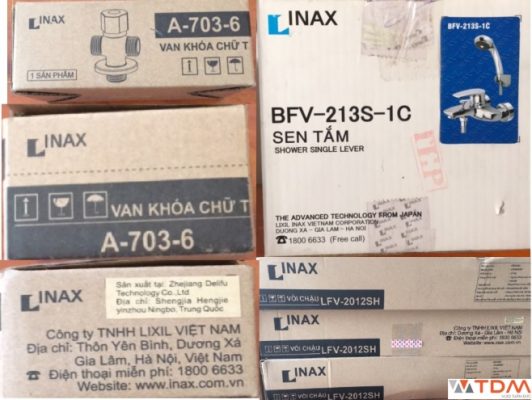 INAX
A-703-6
VAN KHÓA CHỮ T
1 SẢN PHẨM
INAX
VAN KHÓA CHỮ T
A-703-6
INAX
Sản xuất tại: Zhejiang Delifu
Technology Co.,Ltd
Địa chỉ: Shengjia Hengjie
yinzhou Ningbo, Trung Quốc
Công ty TNHH LIXIL VIỆT NAM
Địa chỉ: Thôn Yên Bình, Dương Xá
Gia Lâm, Hà Nội, Việt Nam
Điện thoại miễn phí: 1800 6633
Website: www.inax.com.vn
INAX
BFV-213S-1C
BFV-213S-1C
SEN TẮM
SHOWER SINGLE LEVER
THE ADVANCED TECHNOLOGY FROM JAPAN
LIXIL INAX VIETNAM CORPORATION
DUONG XA - GIA LAM - HA NOI
1800 6633 (Free call)
INAX
VÒI CHẬU LFV-2012SH
INAX
VÒI CHẬU LFV-2012SH
INAX
VÒI CHẬU LFV-2012SH
TDM